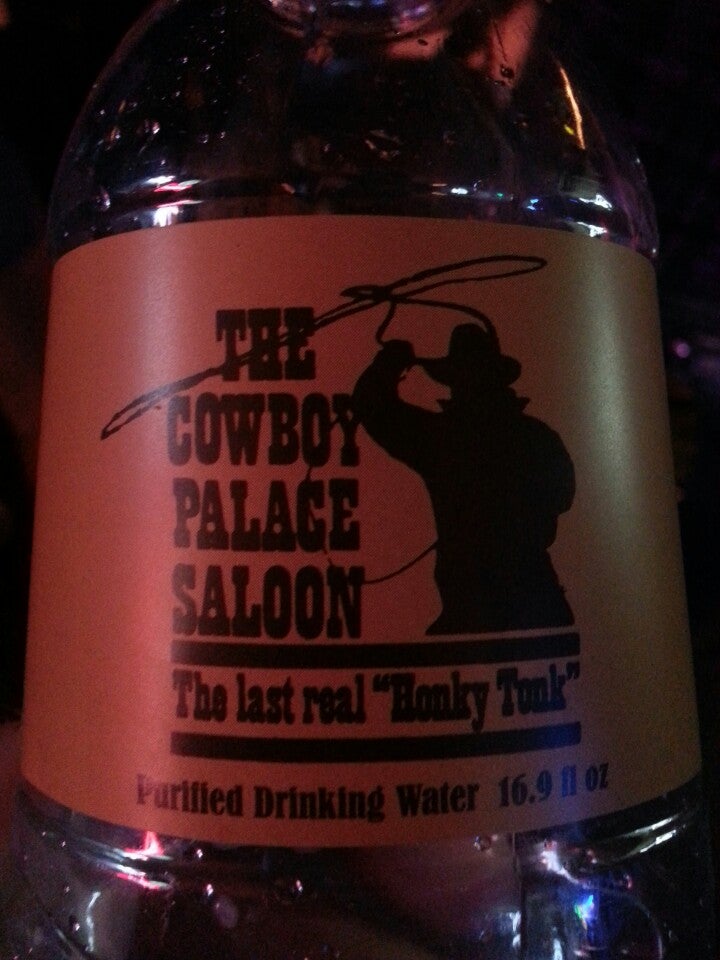 THE
COWBOY
PALACE
SALOON
The last real "Honky Tonk"
Purified Drinking Water 16.9 fl oz